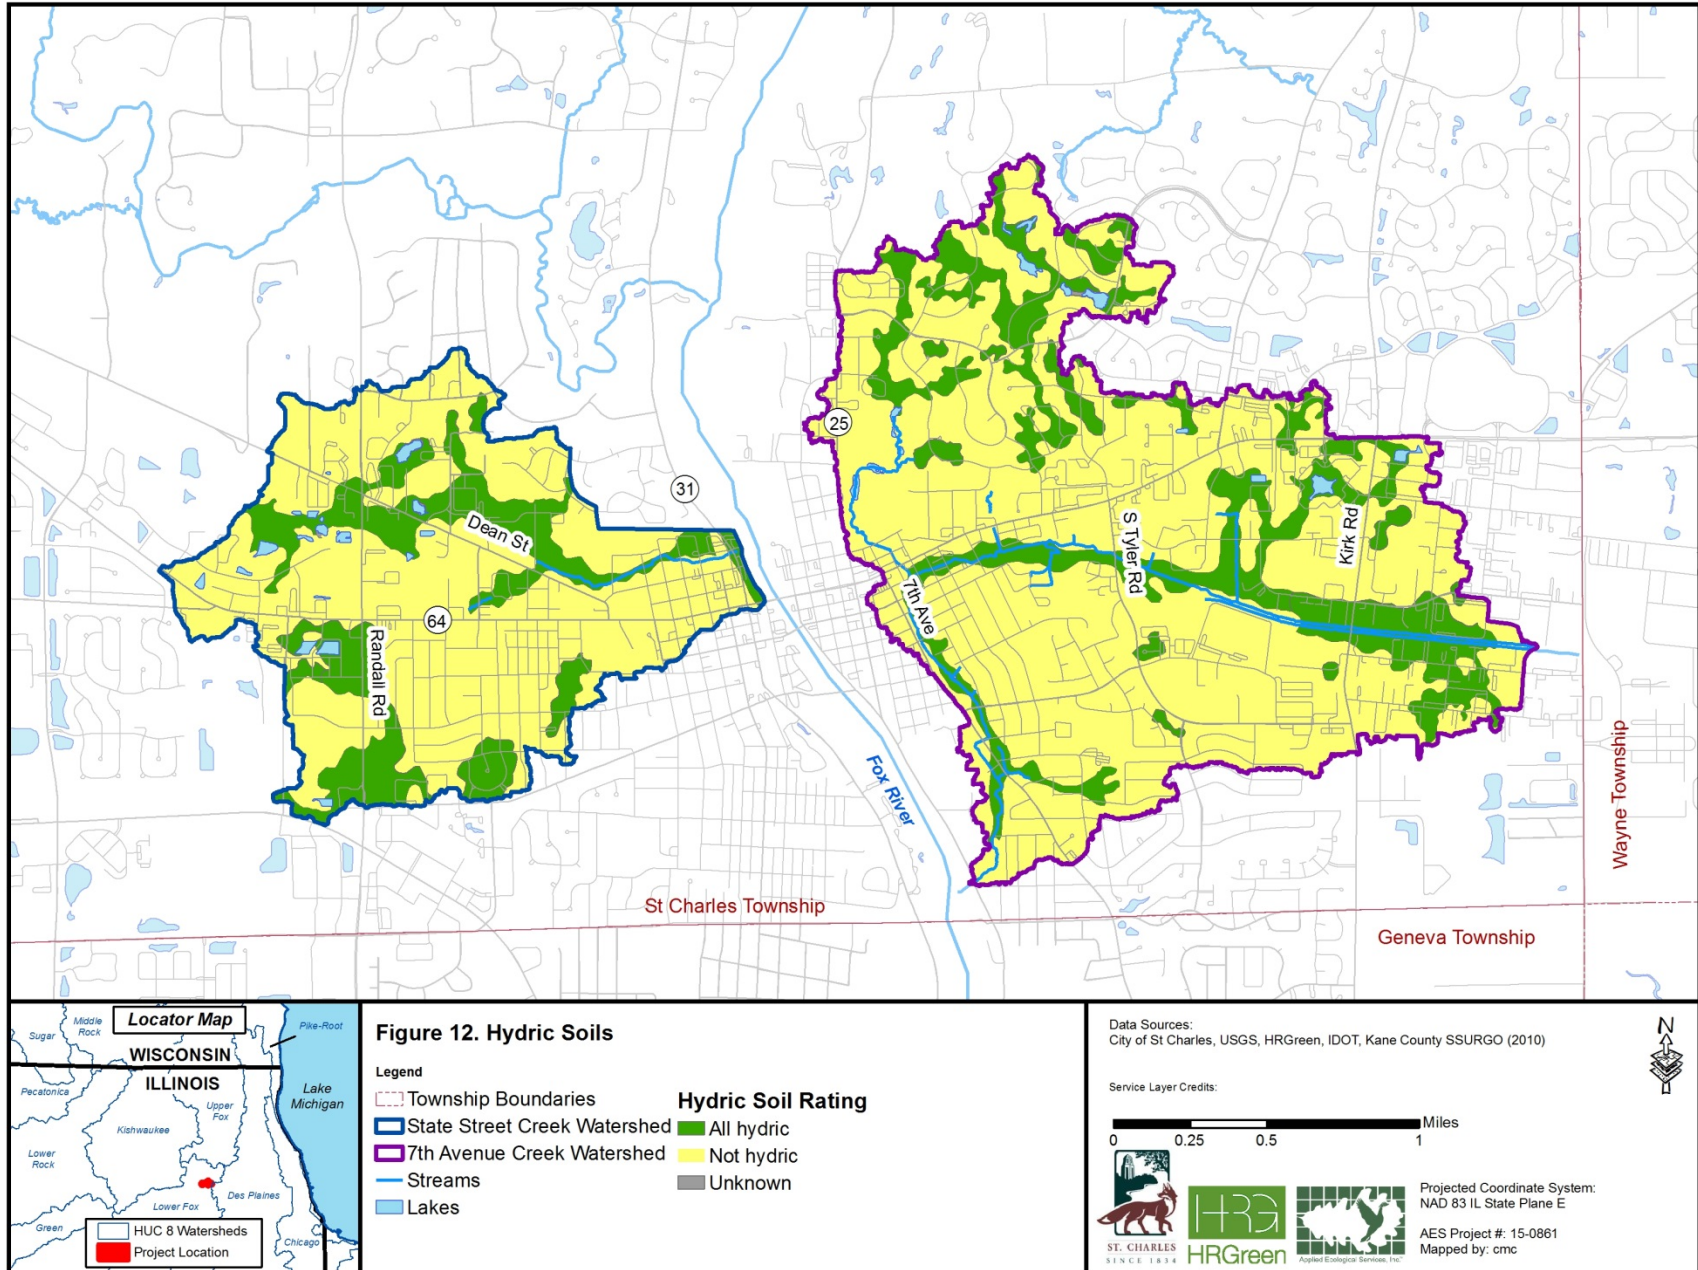 25
31
Dean St
S Tyler Rd
Kirk Rd
7th Ave
64
Randall Rd
Fox River
Wayne Township
St Charles Township
Geneva Township
Locator Map
Sugar
Middle
Rock
Pike-Root
WISCONSIN
ILLINOIS
Pecatonica
Lake
Michigan
Upper
Fox
Kishwaukee
Lower
Rock
Des Plaines
Lower Fox
Green
Chicago
HUC 8 Watersheds
Project Location
Figure 12. Hydric Soils
Legend
Township Boundaries
State Street Creek Watershed
7th Avenue Creek Watershed
Streams
Lakes
Hydric Soil Rating
All hydric
Not hydric
Unknown
Data Sources:
City of St Charles, USGS, HRGreen, IDOT, Kane County SSURGO (2010)
N
Service Layer Credits:
Miles
0 0.25 0.5 1
ST. CHARLES
SINCE 1834
HRG
HRGreen
Applied Ecological Services, Inc.
Projected Coordinate System:
NAD 83 IL State Plane E
AES Project #: 15-0861
Mapped by: cmc